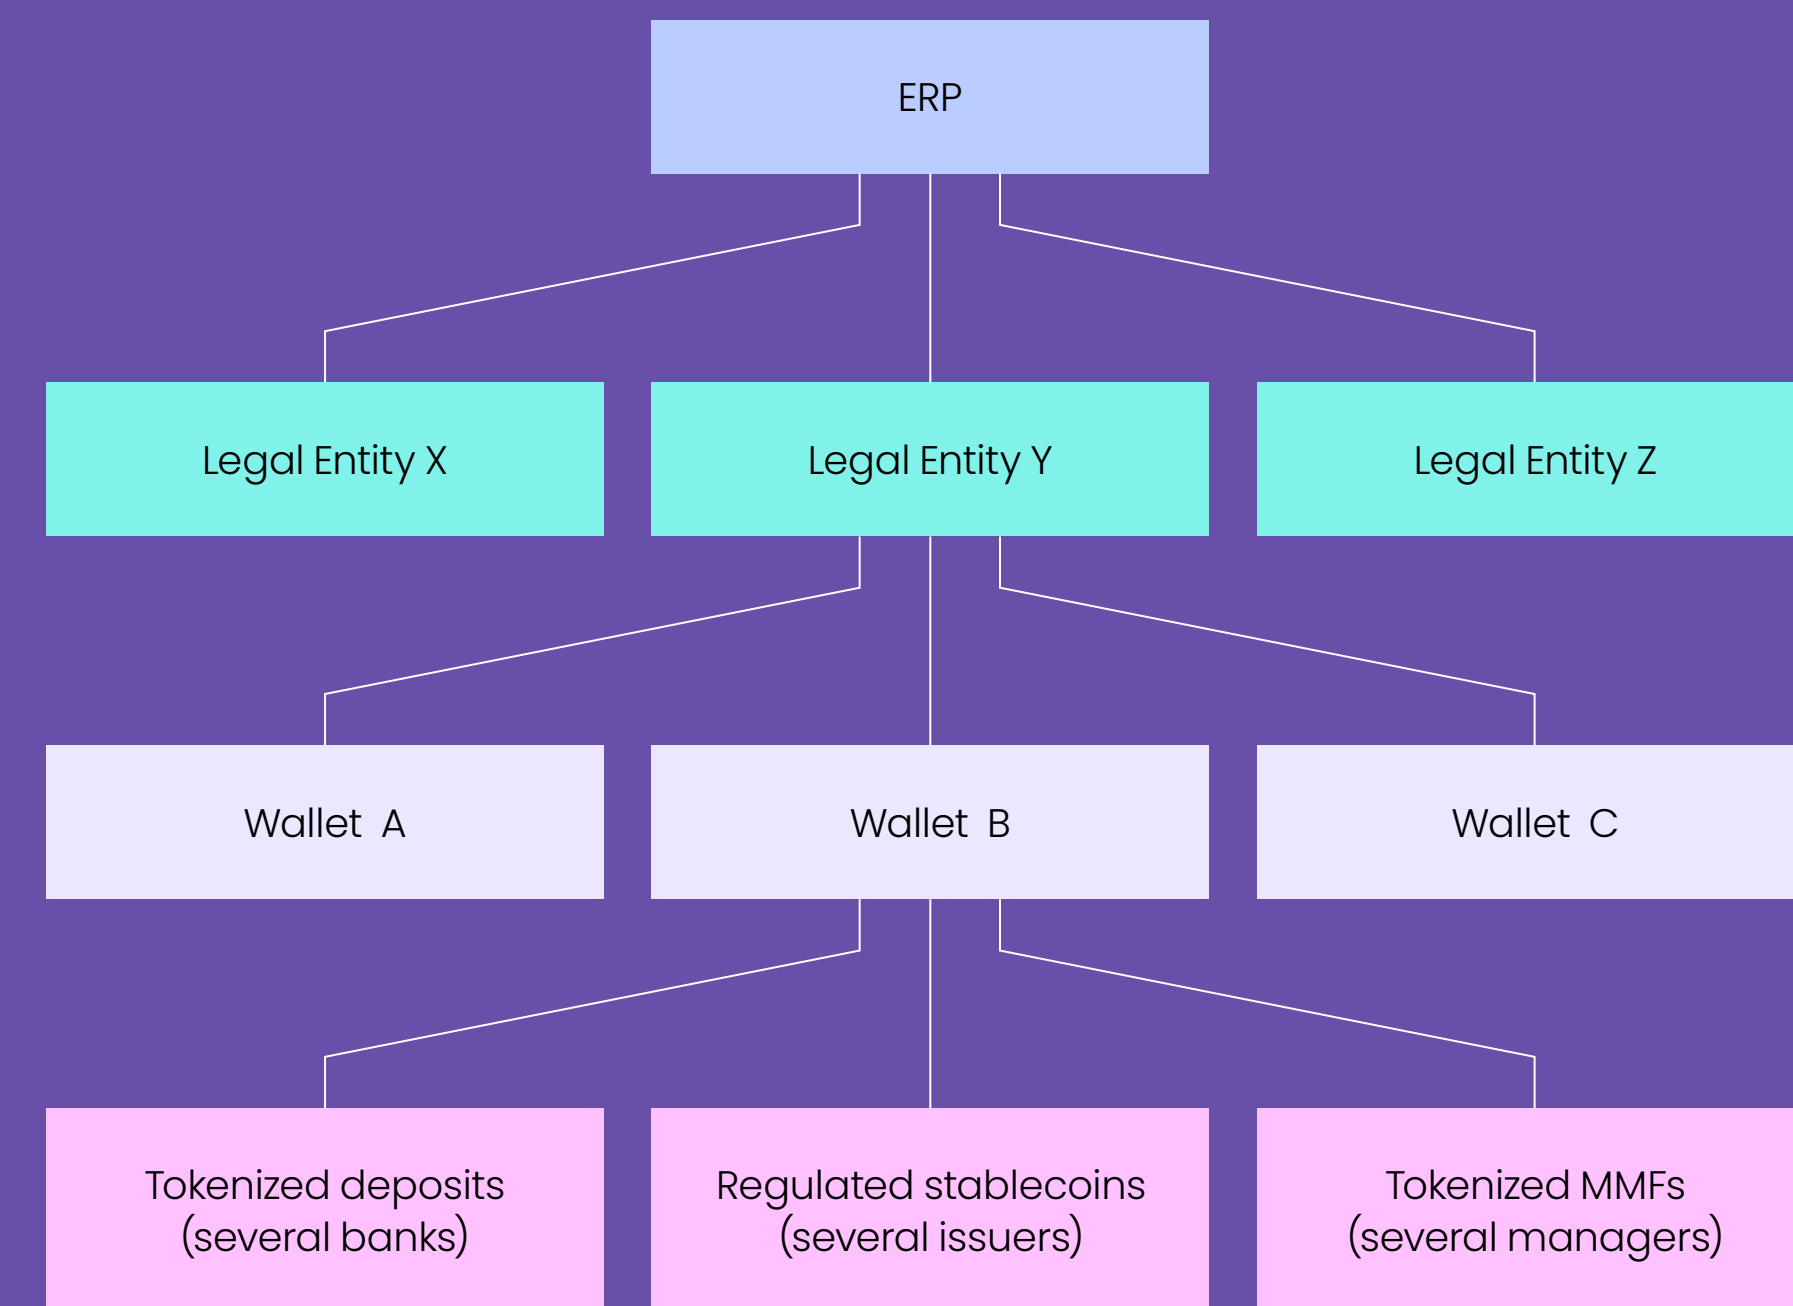 ERP
Legal Entity X
Legal Entity Y
Legal Entity Z
Wallet A
Wallet B
Wallet C
Tokenized deposits
(several banks)
Regulated stablecoins
(several issuers)
Tokenized MMFs
(several managers)